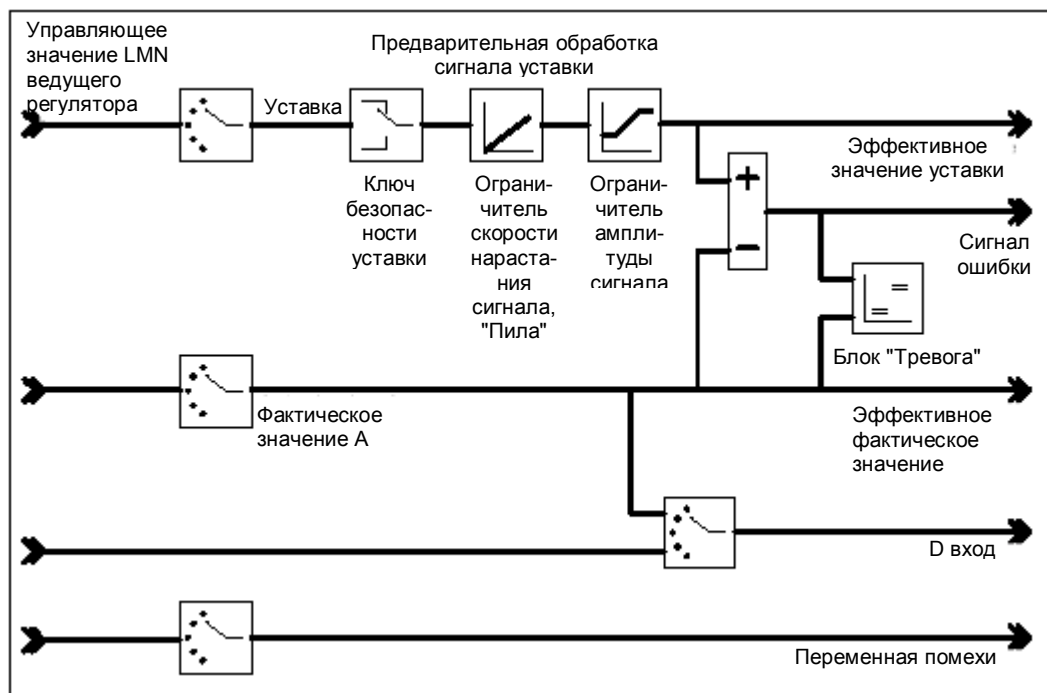 Управляющее
значение LMN
ведущего
регулятора
Предварительная обработка
сигнала уставки
Уставка
Эффективное
значение уставки
Ключ
безопас-
ности
уставки
Ограни-
читель
скорости
нараста-
ния
сигнала,
"Пила"
Ограни-
читель
ампли-
туды
сигнала
+
−
Сигнал
ошибки
Блок "Тревога"
Фактическое
значение A
Эффективное
фактическое
значение
D вход
Переменная помехи